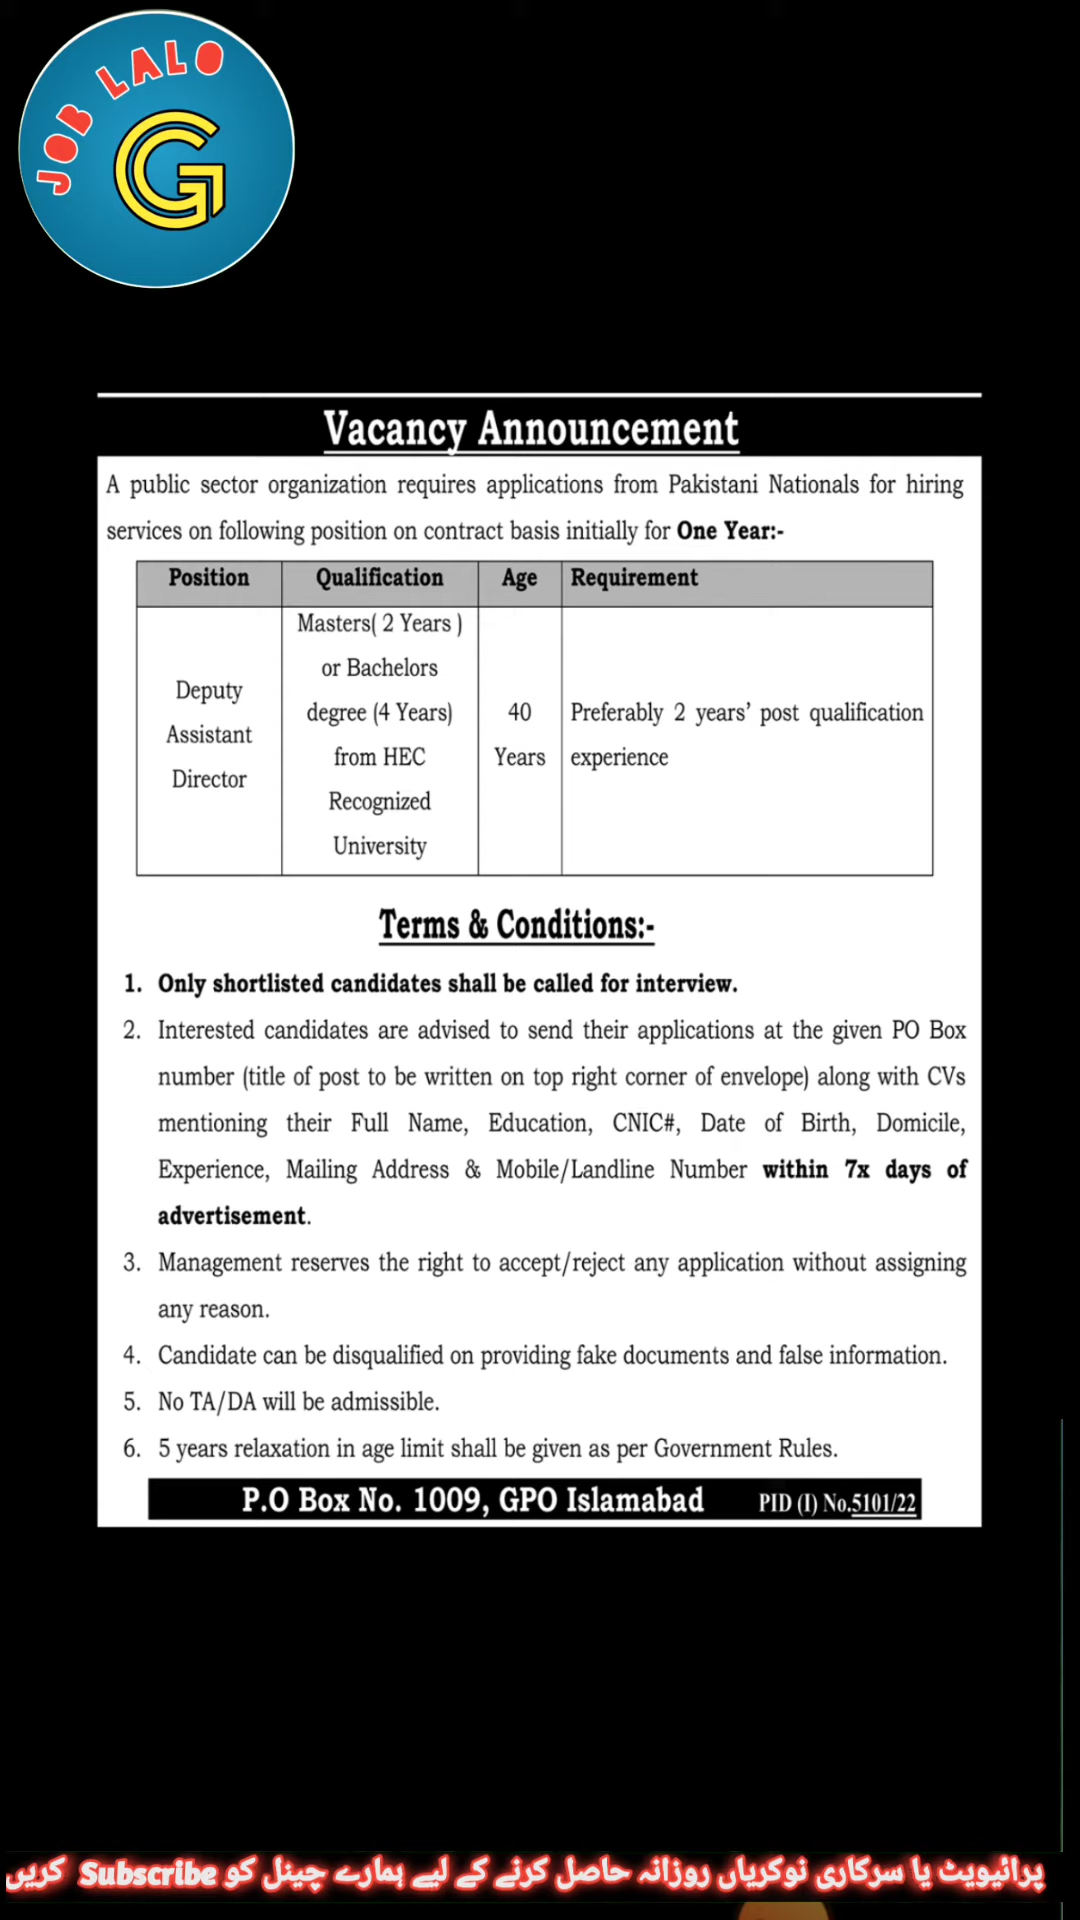 JOB LALO
G
Vacancy Announcement
A public sector organization requires applications from Pakistani Nationals for hiring
services on following position on contract basis initially for One Year:-
Position Qualification Age Requirement
Deputy
Assistant
Director
Masters( 2 Years )
or Bachelors
degree (4 Years)
from HEC
Recognized
University
40
Years
Preferably 2 years’ post qualification
experience
Terms & Conditions:-
1. Only shortlisted candidates shall be called for interview.
2. Interested candidates are advised to send their applications at the given PO Box
number (title of post to be written on top right corner of envelope) along with CVs
mentioning their Full Name, Education, CNIC#, Date of Birth, Domicile,
Experience, Mailing Address & Mobile/Landline Number within 7x days of
advertisement.
3. Management reserves the right to accept/reject any application without assigning
any reason.
4. Candidate can be disqualified on providing fake documents and false information.
5. No TA/DA will be admissible.
6. 5 years relaxation in age limit shall be given as per Government Rules.
P.O Box No. 1009, GPO Islamabad PID (I) No.5101/22
پرائیویٹ یا سرکاری نوکریاں روزانہ حاصل کرنے کے لیے ہمارے چینل کو Subscribe کریں